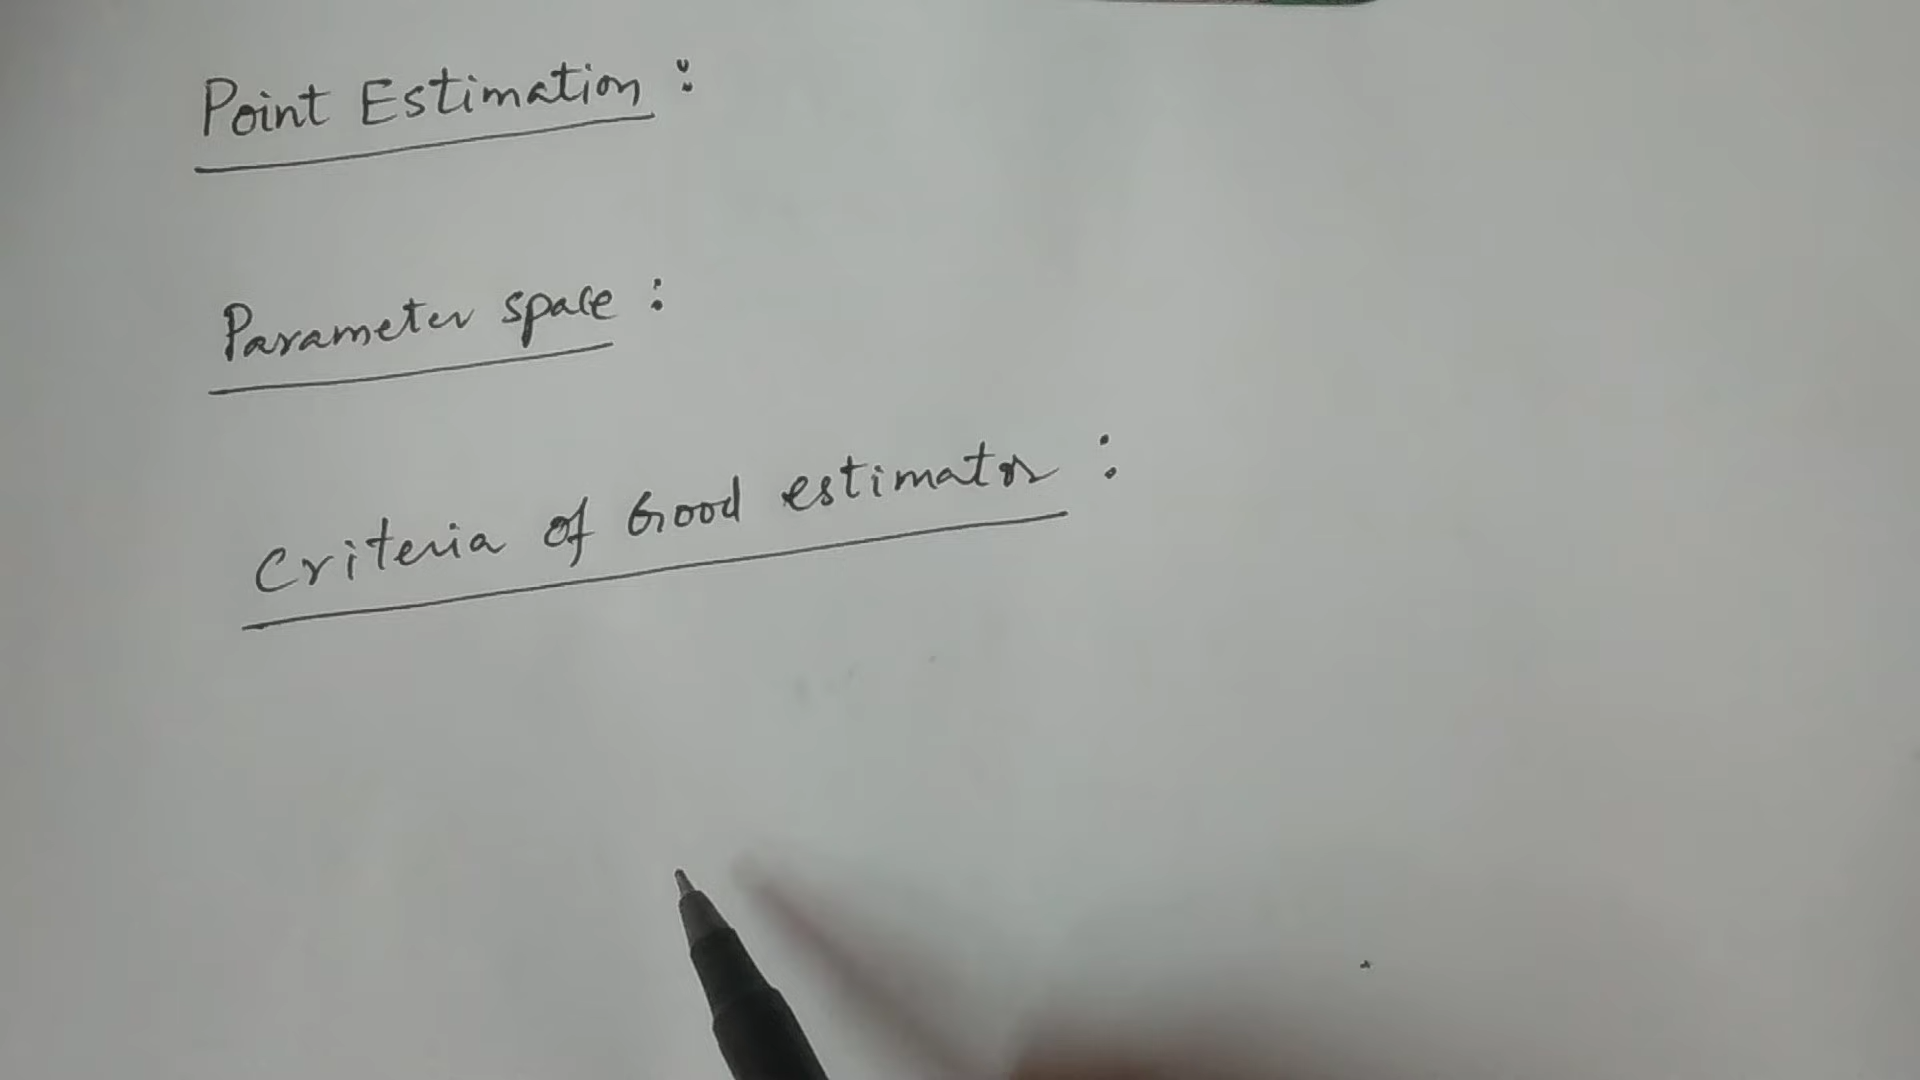 Point Estimation :
Parameter space :
Criteria of Good estimator :